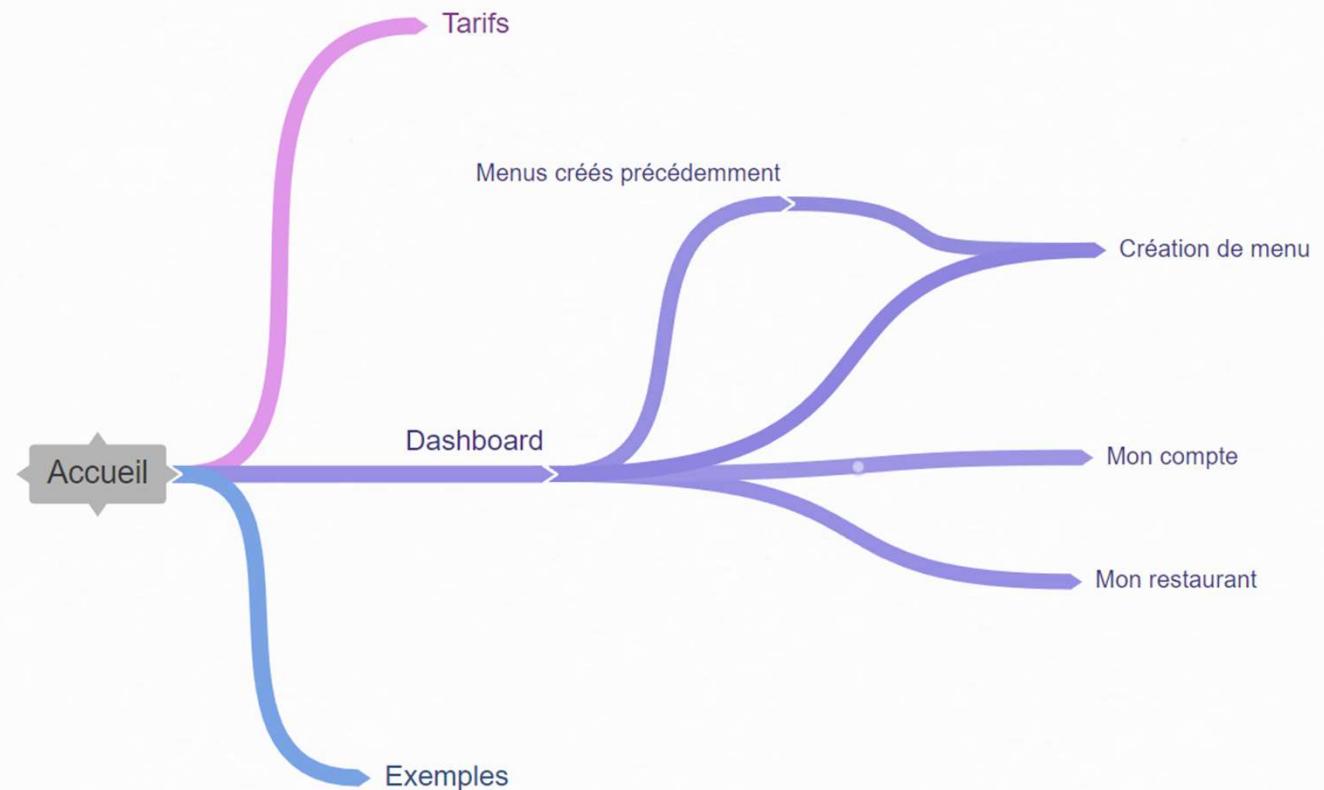 Tarifs
Menus créés précédemment
Création de menu
Dashboard
Accueil
Mon compte
Mon restaurant
Exemples